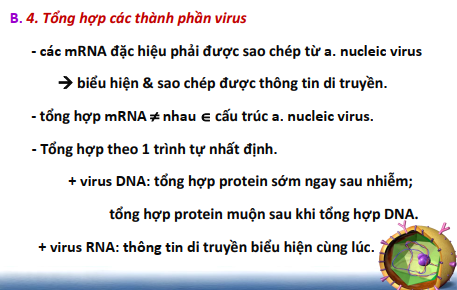 B. 4. Tổng hợp các thành phần virus
- các mRNA đặc hiệu phải được sao chép từ a. nucleic virus
→ biểu hiện & sao chép được thông tin di truyền.
- tổng hợp mRNA ≠ nhau ∈ cấu trúc a. nucleic virus.
- Tổng hợp theo 1 trình tự nhất định.
+ virus DNA: tổng hợp protein sớm ngay sau nhiễm;
tổng hợp protein muộn sau khi tổng hợp DNA.
+ virus RNA: thông tin di truyền biểu hiện cùng lúc.